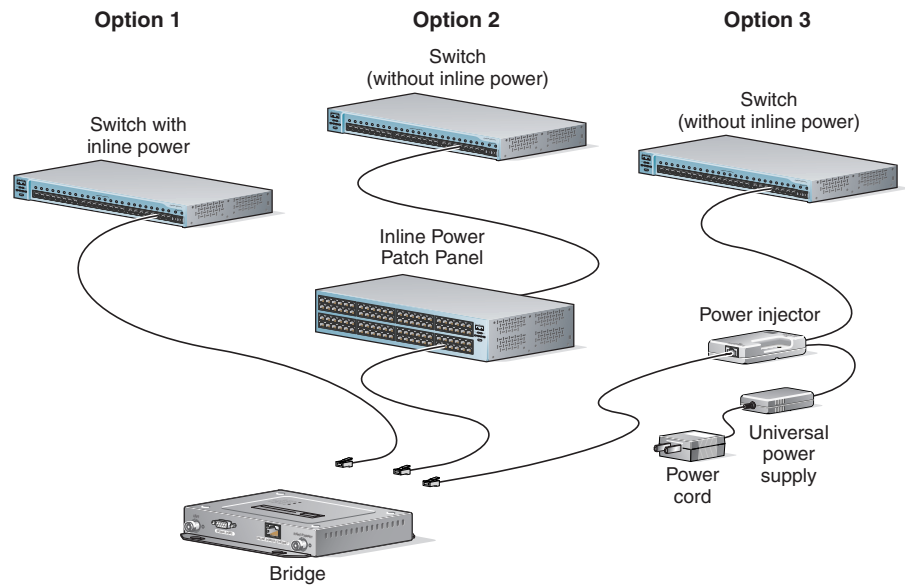 Option 1
Option 2
Option 3
Switch
(without inline power)
Switch with
inline power
Switch
(without inline power)
Inline Power
Patch Panel
Power injector
Universal
power
supply
Power
cord
Bridge